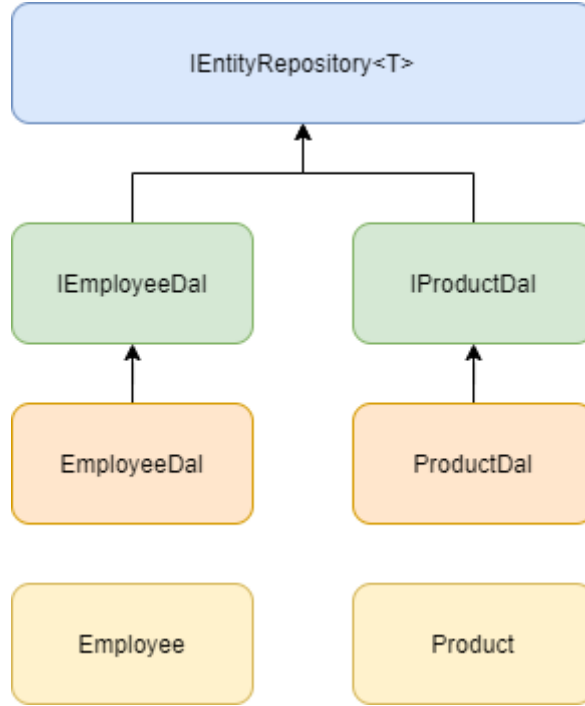 IEntityRepository<T>
IEmployeeDal
IProductDal
EmployeeDal
ProductDal
Employee
Product